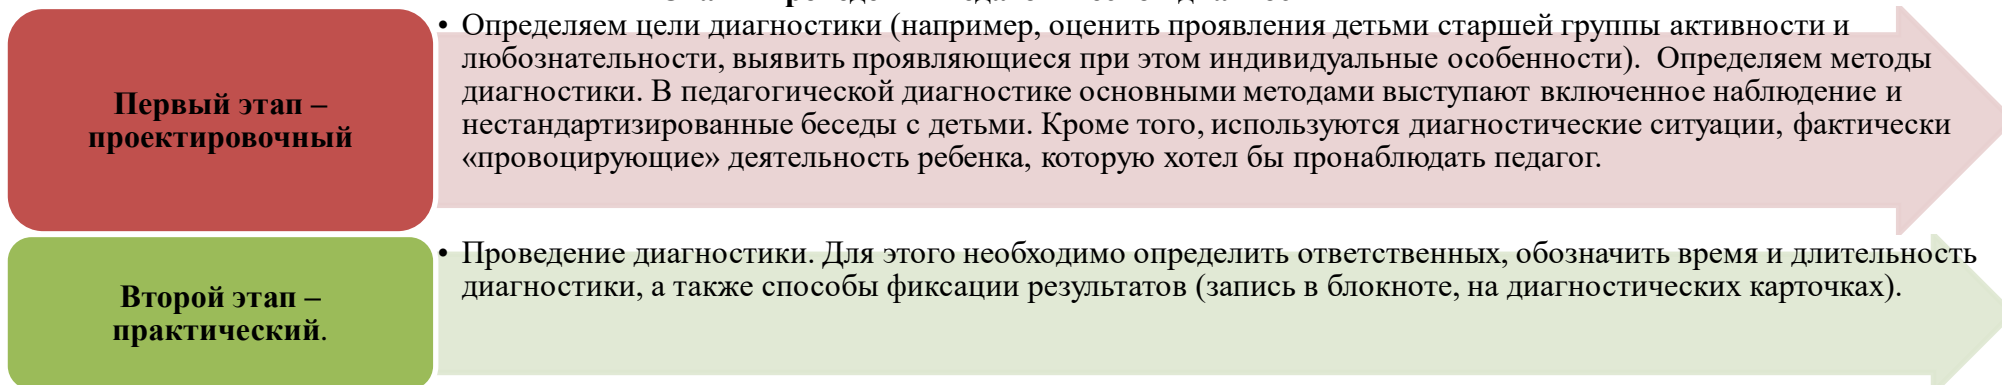 Первый этап –
проектировочный
• Определяем цели диагностики (например, оценить проявления детьми старшей группы активности и
любознательности, выявить проявляющиеся при этом индивидуальные особенности).  Определяем методы
диагностики. В педагогической диагностике основными методами выступают включенное наблюдение и
нестандартизированные беседы с детьми. Кроме того, используются диагностические ситуации, фактически
«провоцирующие» деятельность ребенка, которую хотел бы пронаблюдать педагог.
Второй этап –
практический.
• Проведение диагностики. Для этого необходимо определить ответственных, обозначить время и длительность
диагностики, а также способы фиксации результатов (запись в блокноте, на диагностических карточках).